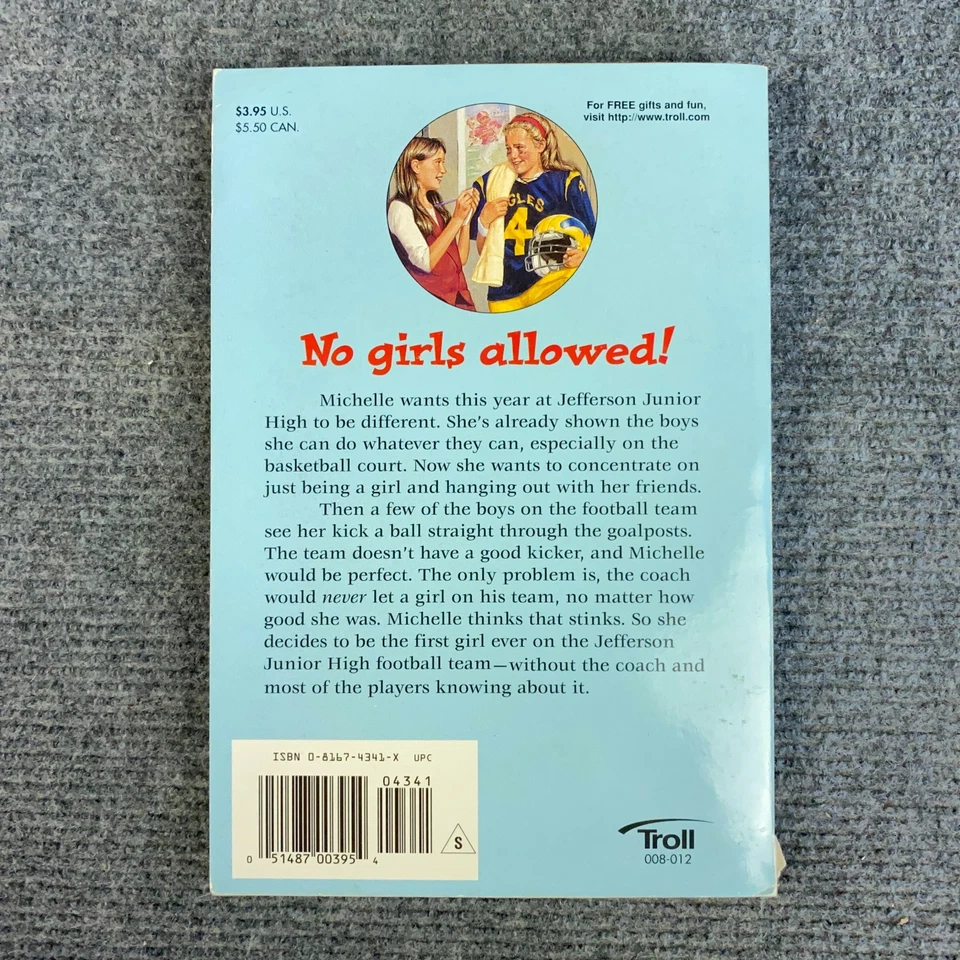 $3.95 U.S.
$5.50 CAN.
For FREE gifts and fun,
visit http://www.troll.com
GLES
4
4
No girls allowed!
Michelle wants this year at Jefferson Junior
High to be different. She's already shown the boys
she can do whatever they can, especially on the
basketball court. Now she wants to concentrate on
just being a girl and hanging out with her friends.
Then a few of the boys on the football team
see her kick a ball straight through the goalposts.
The team doesn't have a good kicker, and Michelle
would be perfect. The only problem is, the coach
would never let a girl on his team, no matter how
good she was. Michelle thinks that stinks. So she
decides to be the first girl ever on the Jefferson
Junior High football team—without the coach and
most of the players knowing about it.
ISBN 0-8167-4341-X UPC
04341
0 51487 00395 4
S
Troll
008-012